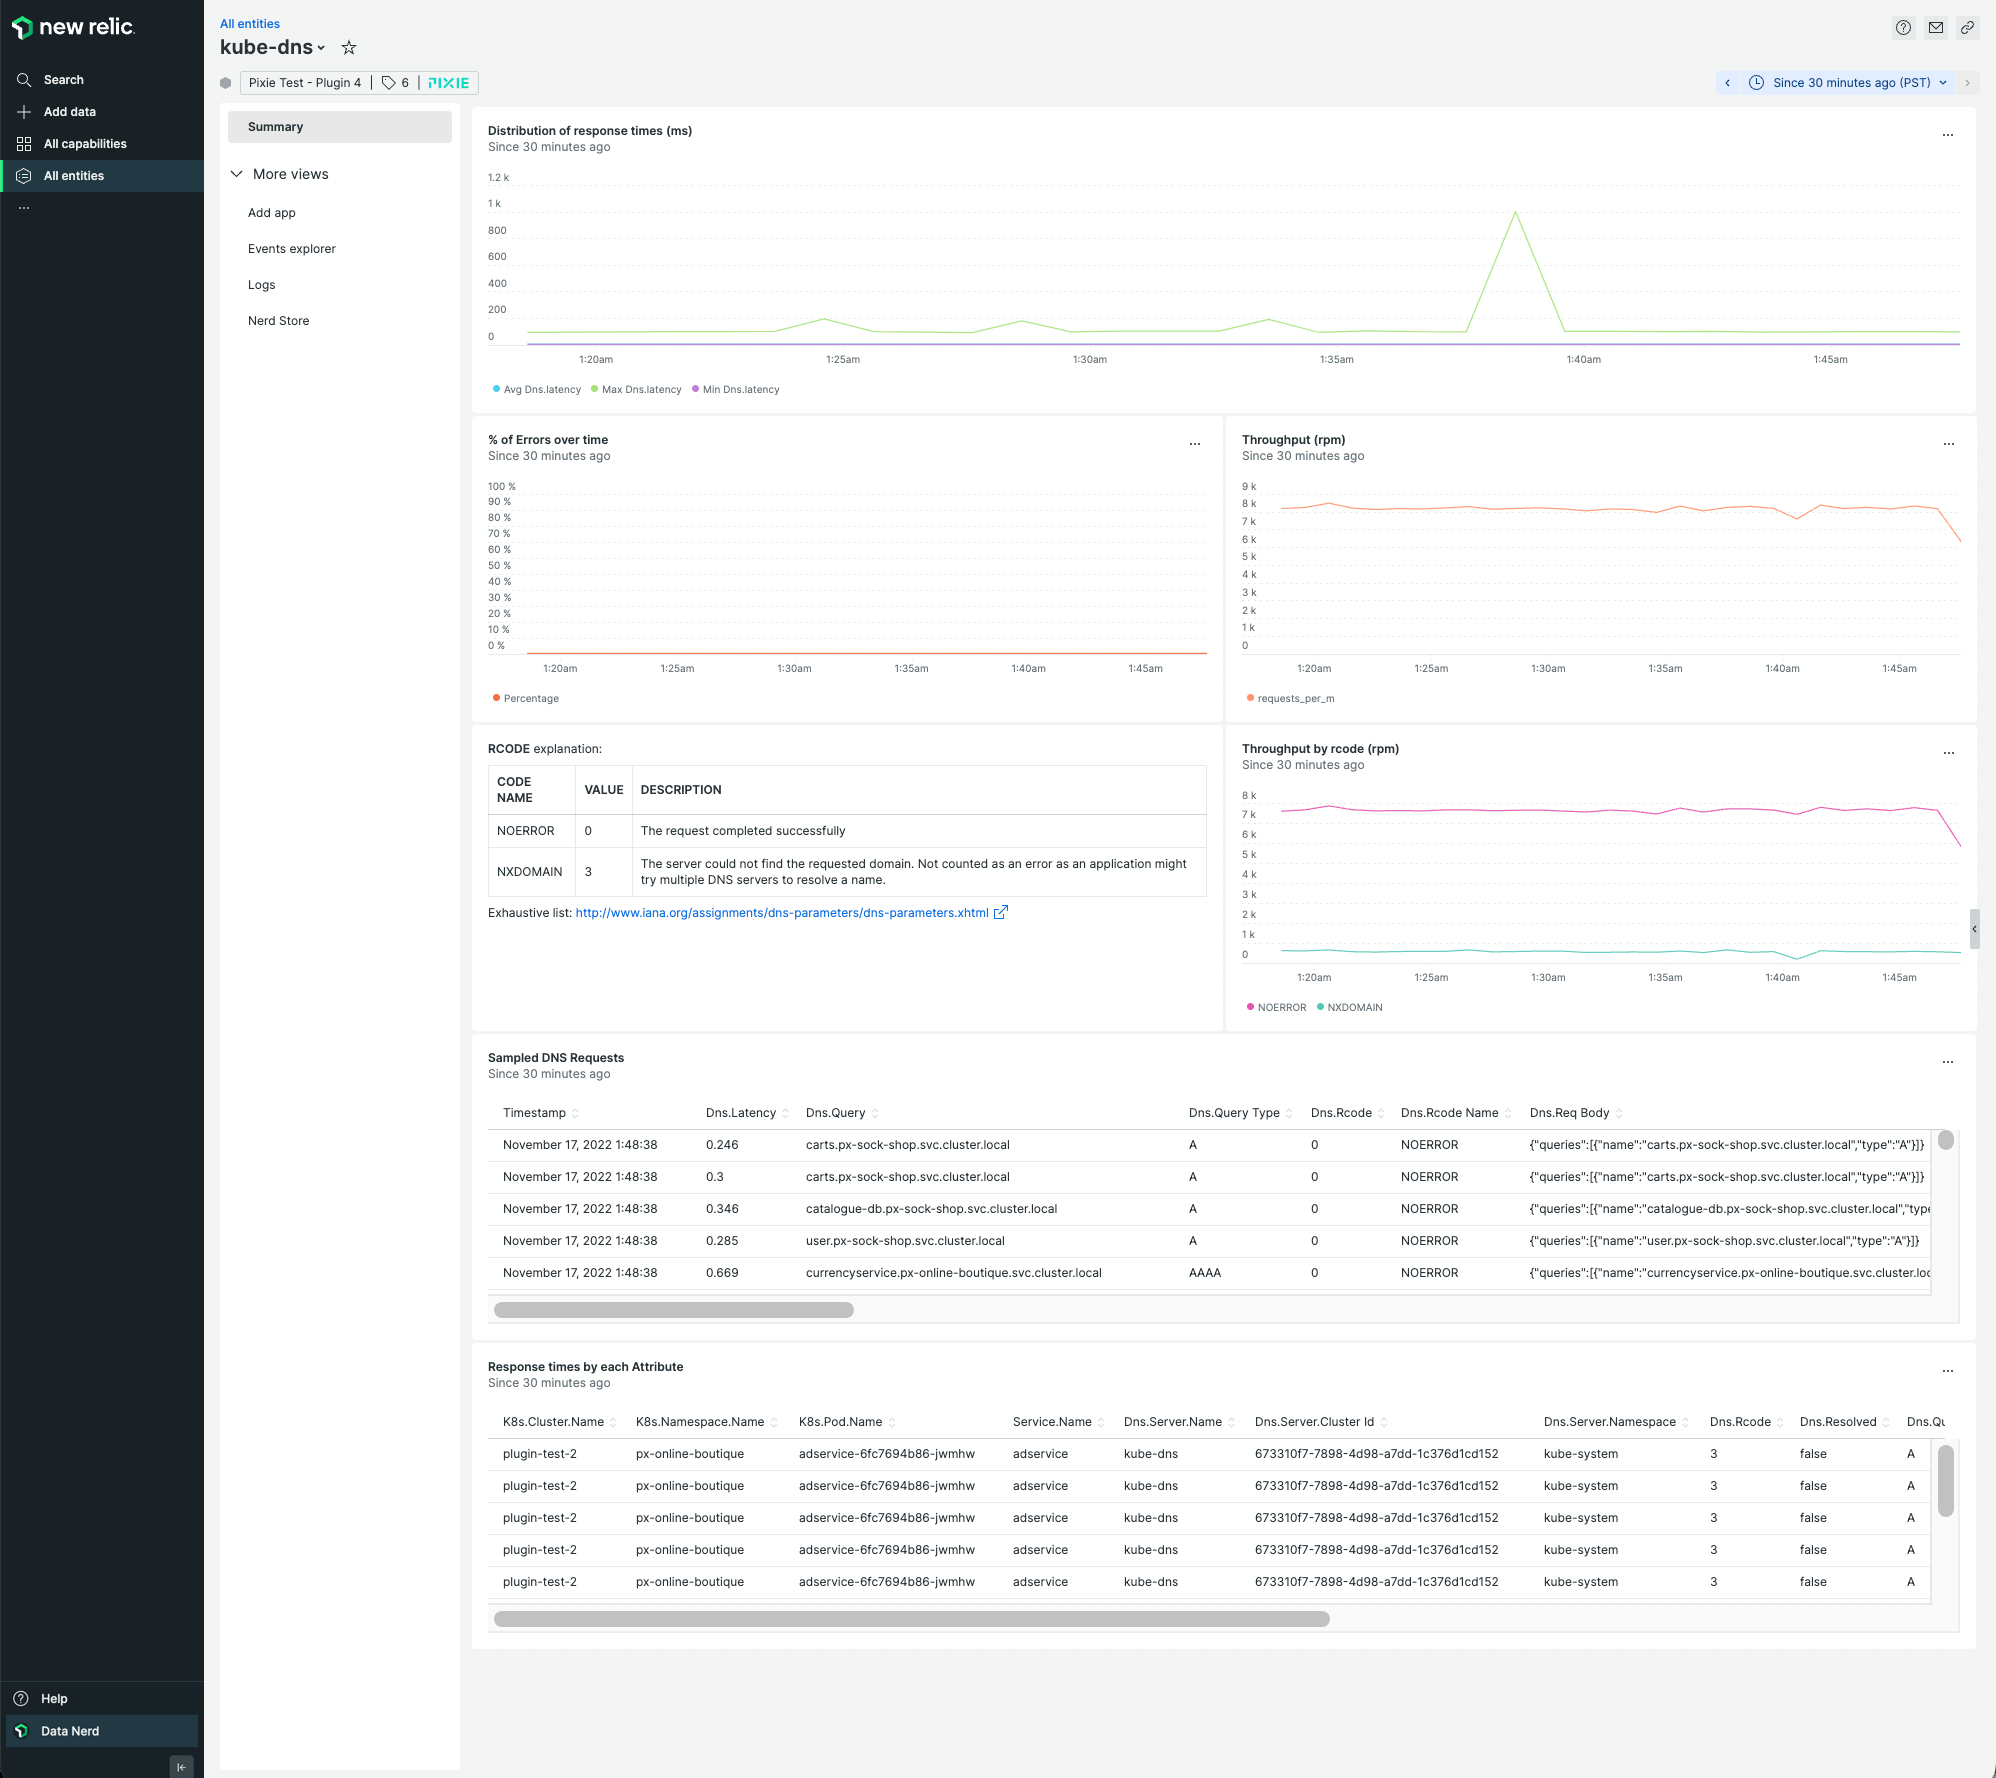 new relic.
Search
Add data
All capabilities
All entities
...
Help
Data Nerd
All entities
kube-dns
Pixie Test - Plugin 4 | 6 | PIXIE
Since 30 minutes ago (PST)
Summary
More views
Add app
Events explorer
Logs
Nerd Store
Distribution of response times (ms)
Since 30 minutes ago
1.2 k
1 k
800
600
400
200
0
1:20am 1:25am 1:30am 1:35am 1:40am 1:45am
Avg Dns.latency Max Dns.latency Min Dns.latency
% of Errors over time
Since 30 minutes ago
100 %
90 %
80 %
70 %
60 %
50 %
40 %
30 %
20 %
10 %
0 %
1:20am 1:25am 1:30am 1:35am 1:40am 1:45am
Percentage
Throughput (rpm)
Since 30 minutes ago
9 k
8 k
7 k
6 k
5 k
4 k
3 k
2 k
1 k
0
1:20am 1:25am 1:30am 1:35am 1:40am 1:45am
requests_per_m
RCODE explanation:
CODE NAME VALUE DESCRIPTION
NOERROR 0 The request completed successfully
NXDOMAIN 3 The server could not find the requested domain. Not counted as an error as an application might
try multiple DNS servers to resolve a name.
Exhaustive list: http://www.iana.org/assignments/dns-parameters/dns-parameters.xhtml
Throughput by rcode (rpm)
Since 30 minutes ago
8 k
7 k
6 k
5 k
4 k
3 k
2 k
1 k
0
1:20am 1:25am 1:30am 1:35am 1:40am 1:45am
NOERROR NXDOMAIN
Sampled DNS Requests
Since 30 minutes ago
Timestamp Dns.Latency Dns.Query Dns.Query Type Dns.Rcode Dns.Rcode Name Dns.Req Body
November 17, 2022 1:48:38 0.246 carts.px-sock-shop.svc.cluster.local A 0 NOERROR {"queries":[{"name":"carts.px-sock-shop.svc.cluster.local","type":"A"}]}
November 17, 2022 1:48:38 0.3 carts.px-sock-shop.svc.cluster.local A 0 NOERROR {"queries":[{"name":"carts.px-sock-shop.svc.cluster.local","type":"A"}]}
November 17, 2022 1:48:38 0.346 catalogue-db.px-sock-shop.svc.cluster.local A 0 NOERROR {"queries":[{"name":"catalogue-db.px-sock-shop.svc.cluster.local","type
November 17, 2022 1:48:38 0.285 user.px-sock-shop.svc.cluster.local A 0 NOERROR {"queries":[{"name":"user.px-sock-shop.svc.cluster.local","type":"A"}]}
November 17, 2022 1:48:38 0.669 currencyservice.px-online-boutique.svc.cluster.local AAAA 0 NOERROR {"queries":[{"name":"currencyservice.px-online-boutique.svc.cluster.loc
Response times by each Attribute
Since 30 minutes ago
K8s.Cluster.Name K8s.Namespace.Name K8s.Pod.Name Service.Name Dns.Server.Name Dns.Server.Cluster Id Dns.Server.Namespace Dns.Rcode Dns.Resolved Dns.Qu
plugin-test-2 px-online-boutique adservice-6fc7694b86-jwmhw adservice kube-dns 673310f7-7898-4d98-a7dd-1c376d1cd152 kube-system 3 false A
plugin-test-2 px-online-boutique adservice-6fc7694b86-jwmhw adservice kube-dns 673310f7-7898-4d98-a7dd-1c376d1cd152 kube-system 3 false A
plugin-test-2 px-online-boutique adservice-6fc7694b86-jwmhw adservice kube-dns 673310f7-7898-4d98-a7dd-1c376d1cd152 kube-system 3 false A
plugin-test-2 px-online-boutique adservice-6fc7694b86-jwmhw adservice kube-dns 673310f7-7898-4d98-a7dd-1c376d1cd152 kube-system 3 false A
plugin-test-2 px-online-boutique adservice-6fc7694b86-jwmhw adservice kube-dns 673310f7-7898-4d98-a7dd-1c376d1cd152 kube-system 3 false A